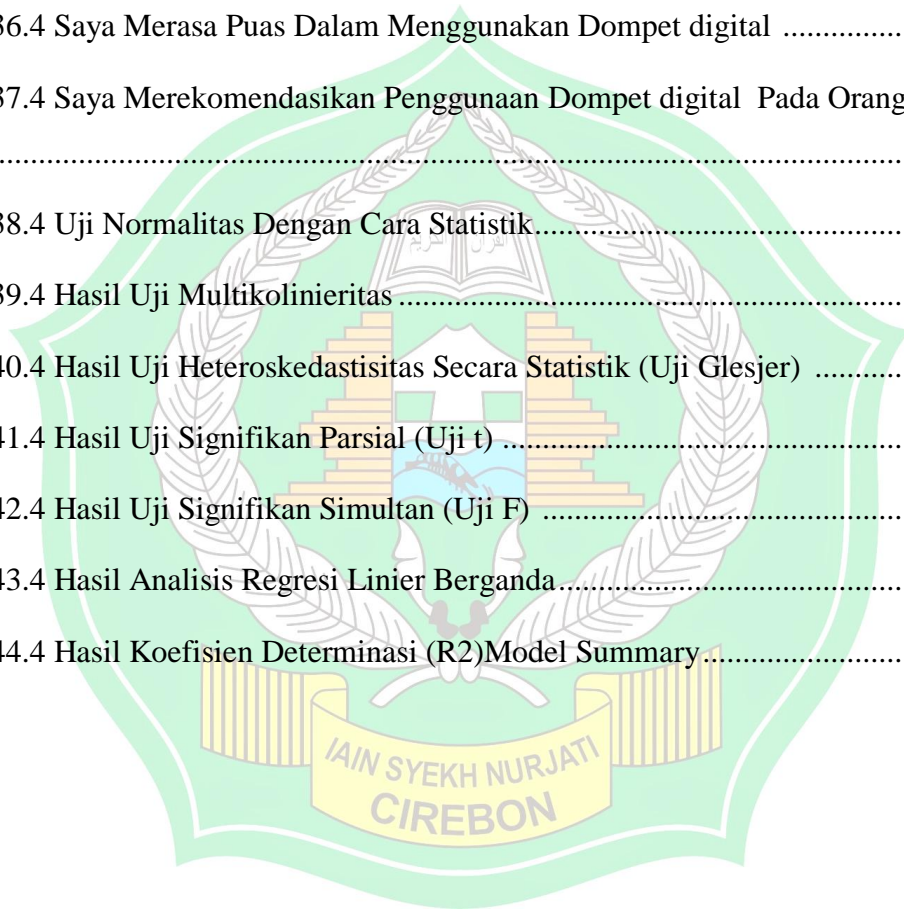 36.4 Saya Merasa Puas Dalam Menggunakan Dompet digital ...............
37.4 Saya Merekomendasikan Penggunaan Dompet digital Pada Orang
....................................................................................
38.4 Uji Normalitas Dengan Cara Statistik..............................................
39.4 Hasil Uji Multikolinieritas ...............................................................
40.4 Hasil Uji Heteroskedastisitas Secara Statistik (Uji Glesjer) ...........
41.4 Hasil Uji Signifikan Parsial (Uji t) ..................................................
42.4 Hasil Uji Signifikan Simultan (Uji F) .............................................
43.4 Hasil Analisis Regresi Linier Berganda...........................................
44.4 Hasil Koefisien Determinasi (R2)Model Summary........................
IAIN SYEKH NURJATI
CIREBON